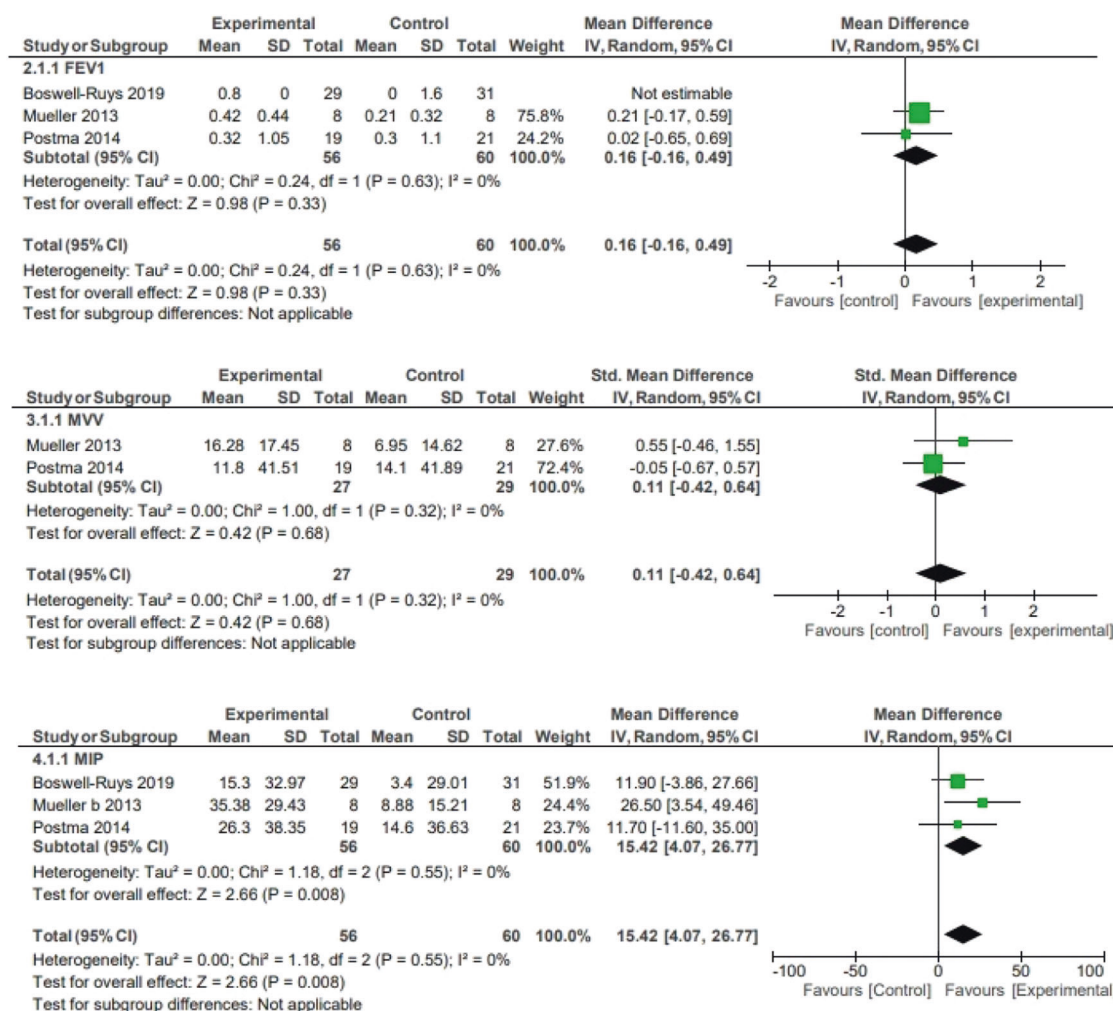 Experimental Control Mean Difference Mean Difference
Study or Subgroup Mean SD Total Mean SD Total Weight IV, Random, 95% CI IV, Random, 95% CI
2.1.1 FEV1
Boswell-Ruys 2019 0.8 0 29 0 1.6 31 Not estimable
Mueller 2013 0.42 0.44 8 0.21 0.32 8 75.8% 0.21 [-0.17, 0.59]
Postma 2014 0.32 1.05 19 0.3 1.1 21 24.2% 0.02 [-0.65, 0.69]
Subtotal (95% CI) 56 60 100.0% 0.16 [-0.16, 0.49]
Heterogeneity: Tau² = 0.00; Chi² = 0.24, df = 1 (P = 0.63); I² = 0%
Test for overall effect: Z = 0.98 (P = 0.33)
Total (95% CI) 56 60 100.0% 0.16 [-0.16, 0.49]
Heterogeneity: Tau² = 0.00; Chi² = 0.24, df = 1 (P = 0.63); I² = 0%
Test for overall effect: Z = 0.98 (P = 0.33)
Test for subgroup differences: Not applicable
-2 -1 0 1 2
Favours [control] Favours [experimental]
Experimental Control Std. Mean Difference Std. Mean Difference
Study or Subgroup Mean SD Total Mean SD Total Weight IV, Random, 95% CI IV, Random, 95% CI
3.1.1 MVV
Mueller 2013 16.28 17.45 8 6.95 14.62 8 27.6% 0.55 [-0.46, 1.55]
Postma 2014 11.8 41.51 19 14.1 41.89 21 72.4% -0.05 [-0.67, 0.57]
Subtotal (95% CI) 27 29 100.0% 0.11 [-0.42, 0.64]
Heterogeneity: Tau² = 0.00; Chi² = 1.00, df = 1 (P = 0.32); I² = 0%
Test for overall effect: Z = 0.42 (P = 0.68)
Total (95% CI) 27 29 100.0% 0.11 [-0.42, 0.64]
Heterogeneity: Tau² = 0.00; Chi² = 1.00, df = 1 (P = 0.32); I² = 0%
Test for overall effect: Z = 0.42 (P = 0.68)
Test for subgroup differences: Not applicable
-2 -1 0 1 2
Favours [control] Favours [experimental]
Experimental Control Mean Difference Mean Difference
Study or Subgroup Mean SD Total Mean SD Total Weight IV, Random, 95% CI IV, Random, 95% CI
4.1.1 MIP
Boswell-Ruys 2019 15.3 32.97 29 3.4 29.01 31 51.9% 11.90 [-3.86, 27.66]
Mueller b 2013 35.38 29.43 8 8.88 15.21 8 24.4% 26.50 [3.54, 49.46]
Postma 2014 26.3 38.35 19 14.6 36.63 21 23.7% 11.70 [-11.60, 35.00]
Subtotal (95% CI) 56 60 100.0% 15.42 [4.07, 26.77]
Heterogeneity: Tau² = 0.00; Chi² = 1.18, df = 2 (P = 0.55); I² = 0%
Test for overall effect: Z = 2.66 (P = 0.008)
Total (95% CI) 56 60 100.0% 15.42 [4.07, 26.77]
Heterogeneity: Tau² = 0.00; Chi² = 1.18, df = 2 (P = 0.55); I² = 0%
Test for overall effect: Z = 2.66 (P = 0.008)
Test for subgroup differences: Not applicable
-100 -50 0 50 100
Favours [Control] Favours [Experimental